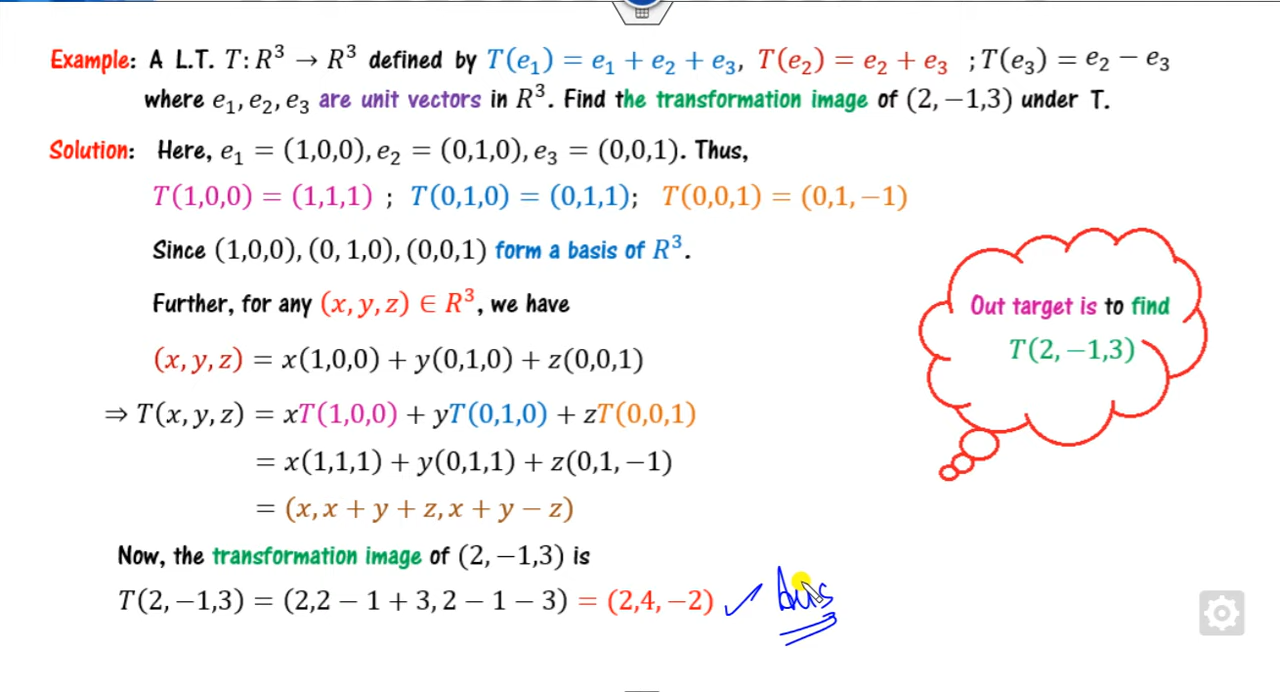 Example: A L.T. T: R³ → R³ defined by T(e₁) = e₁ + e₂ + e₃, T(e₂) = e₂ + e₃ ; T(e₃) = e₂ − e₃
where e₁, e₂, e₃ are unit vectors in R³. Find the transformation image of (2, −1,3) under T.
Solution: Here, e₁ = (1,0,0), e₂ = (0,1,0), e₃ = (0,0,1). Thus,
T(1,0,0) = (1,1,1) ; T(0,1,0) = (0,1,1); T(0,0,1) = (0,1, −1)
Since (1,0,0), (0, 1,0), (0,0,1) form a basis of R³.
Further, for any (x, y, z) ∈ R³, we have
(x, y, z) = x(1,0,0) + y(0,1,0) + z(0,0,1)
⇒ T(x, y, z) = xT(1,0,0) + yT(0,1,0) + zT(0,0,1)
= x(1,1,1) + y(0,1,1) + z(0,1, −1)
= (x, x + y + z, x + y − z)
Now, the transformation image of (2, −1,3) is
T(2, −1,3) = (2,2 − 1 + 3, 2 − 1 − 3) = (2,4, −2) ✓ Ans
Out target is to find
T(2, −1,3)